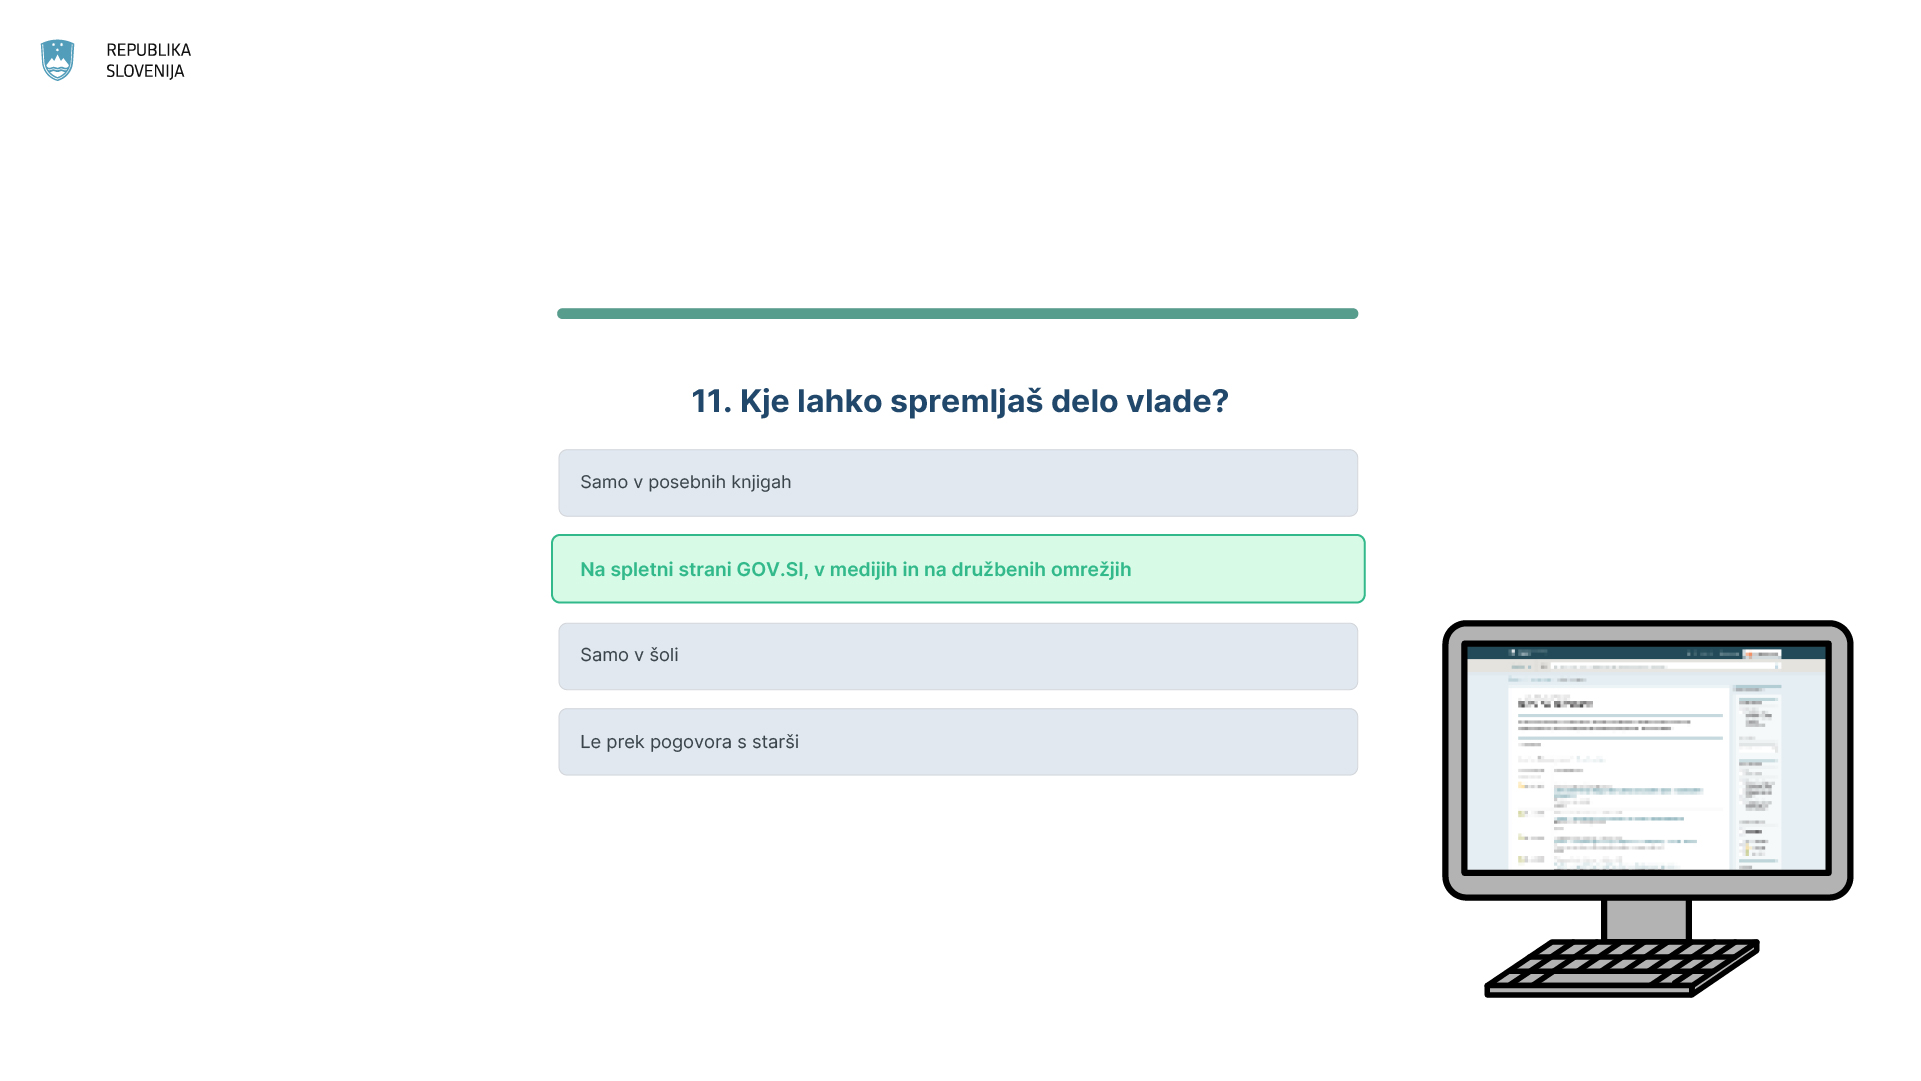 REPUBLIKA
SLOVENIJA
11. Kje lahko spremljaš delo vlade?
Samo v posebnih knjigah
Na spletni strani GOV.SI, v medijih in na družbenih omrežjih
Samo v šoli
Le prek pogovora s starši